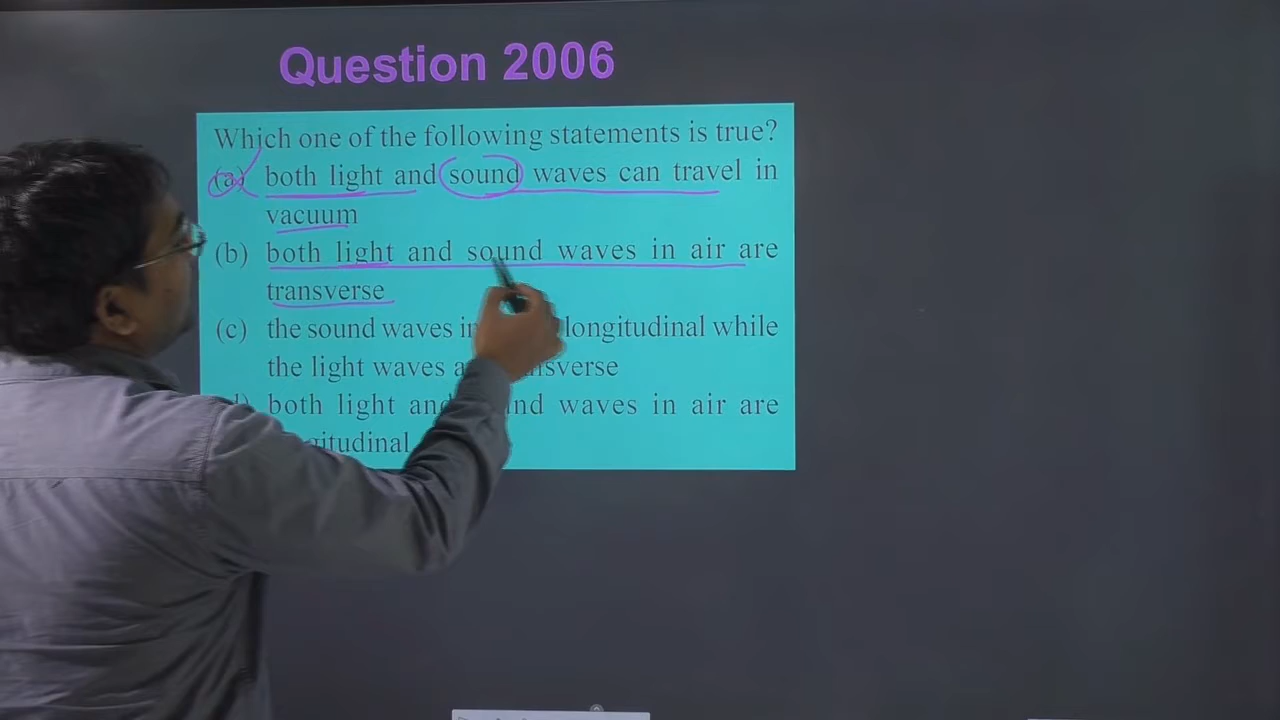 Question 2006
Which one of the following statements is true?
(a) both light and sound waves can travel in
vacuum
(b) both light and sound waves in air are
transverse
(c) the sound waves in longitudinal while
the light waves transverse
both light and waves in air are